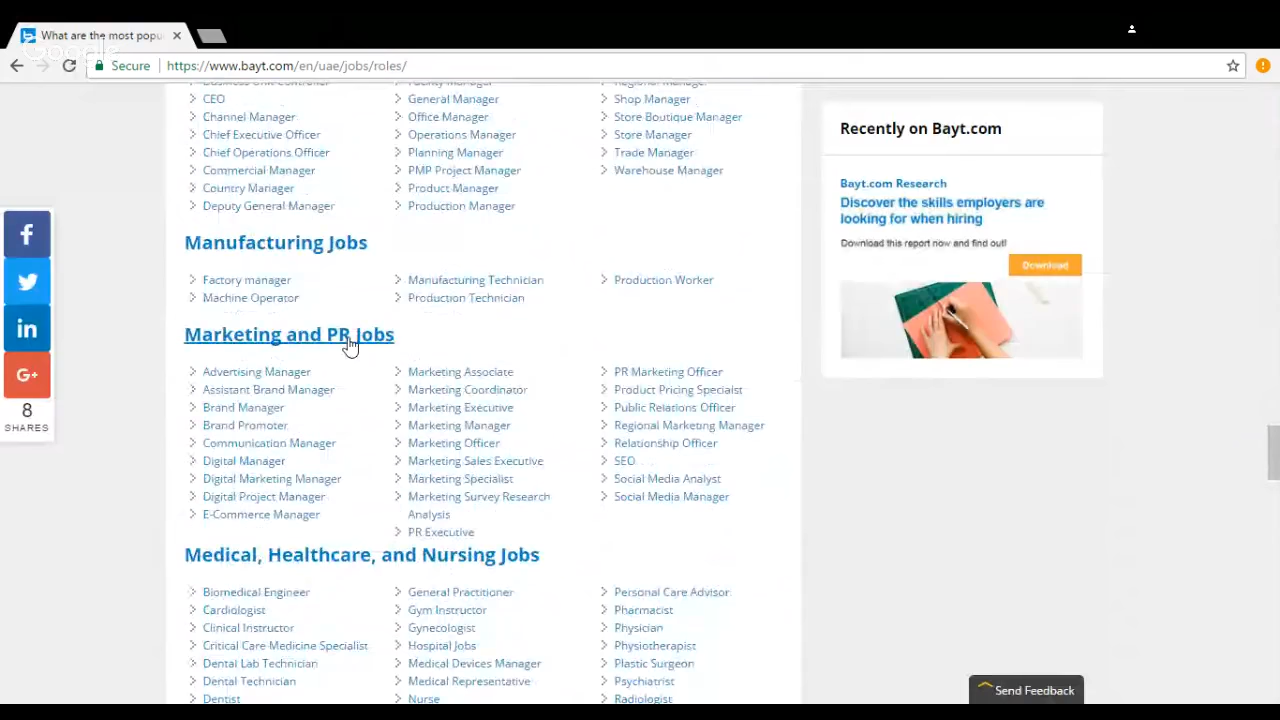 What are the most popu
Google
Secure https://www.bayt.com/en/uae/jobs/roles/
CEO
Channel Manager
Chief Executive Officer
Chief Operations Officer
Commercial Manager
Country Manager
Deputy General Manager
General Manager
Office Manager
Operations Manager
Planning Manager
PMP Project Manager
Product Manager
Production Manager
Shop Manager
Store Boutique Manager
Store Manager
Trade Manager
Warehouse Manager
Manufacturing Jobs
Factory manager
Machine Operator
Manufacturing Technician
Production Technician
Production Worker
Marketing and PR Jobs
Advertising Manager
Assistant Brand Manager
Brand Manager
Brand Promoter
Communication Manager
Digital Manager
Digital Marketing Manager
Digital Project Manager
E-Commerce Manager
Marketing Associate
Marketing Coordinator
Marketing Executive
Marketing Manager
Marketing Officer
Marketing Sales Executive
Marketing Specialist
Marketing Survey Research
Analysis
PR Executive
PR Marketing Officer
Product Pricing Specialist
Public Relations Officer
Regional Marketing Manager
Relationship Officer
SEO
Social Media Analyst
Social Media Manager
Medical, Healthcare, and Nursing Jobs
Biomedical Engineer
Cardiologist
Clinical Instructor
Critical Care Medicine Specialist
Dental Lab Technician
Dental Technician
Dentist
General Practitioner
Gym Instructor
Gynecologist
Hospital Jobs
Medical Devices Manager
Medical Representative
Nurse
Personal Care Advisor
Pharmacist
Physician
Physiotherapist
Plastic Surgeon
Psychiatrist
Radiologist
Recently on Bayt.com
Bayt.com Research
Discover the skills employers are
looking for when hiring
Download this report now and find out!
Download
f
in
G+
8
SHARES
Send Feedback